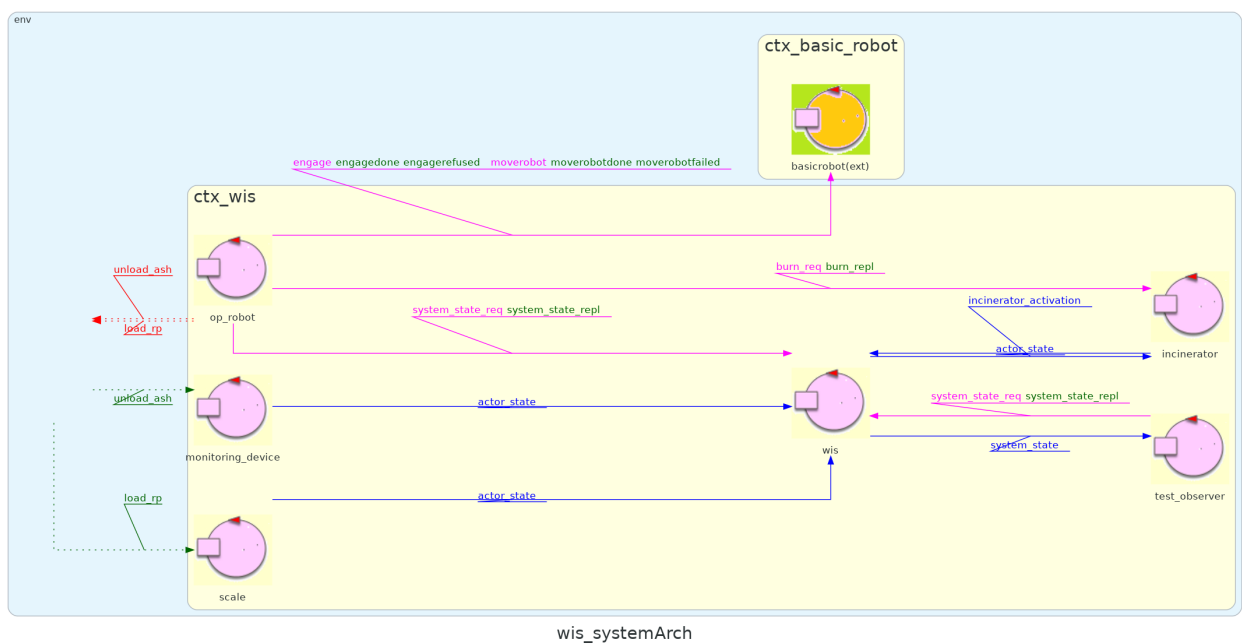 env
ctx_basic_robot
basicrobot(ext)
engage engagedone engagerefused moverobot moverobotdone moverobotfailed
ctx_wis
unload_ash
burn_req burn_repl
op_robot
system_state_req system_state_repl
incinerator_activation
load_rp
actor_state
incinerator
unload_ash
actor_state
system_state_req system_state_repl
wis
system_state
monitoring_device
load_rp
actor_state
test_observer
scale
wis_systemArch